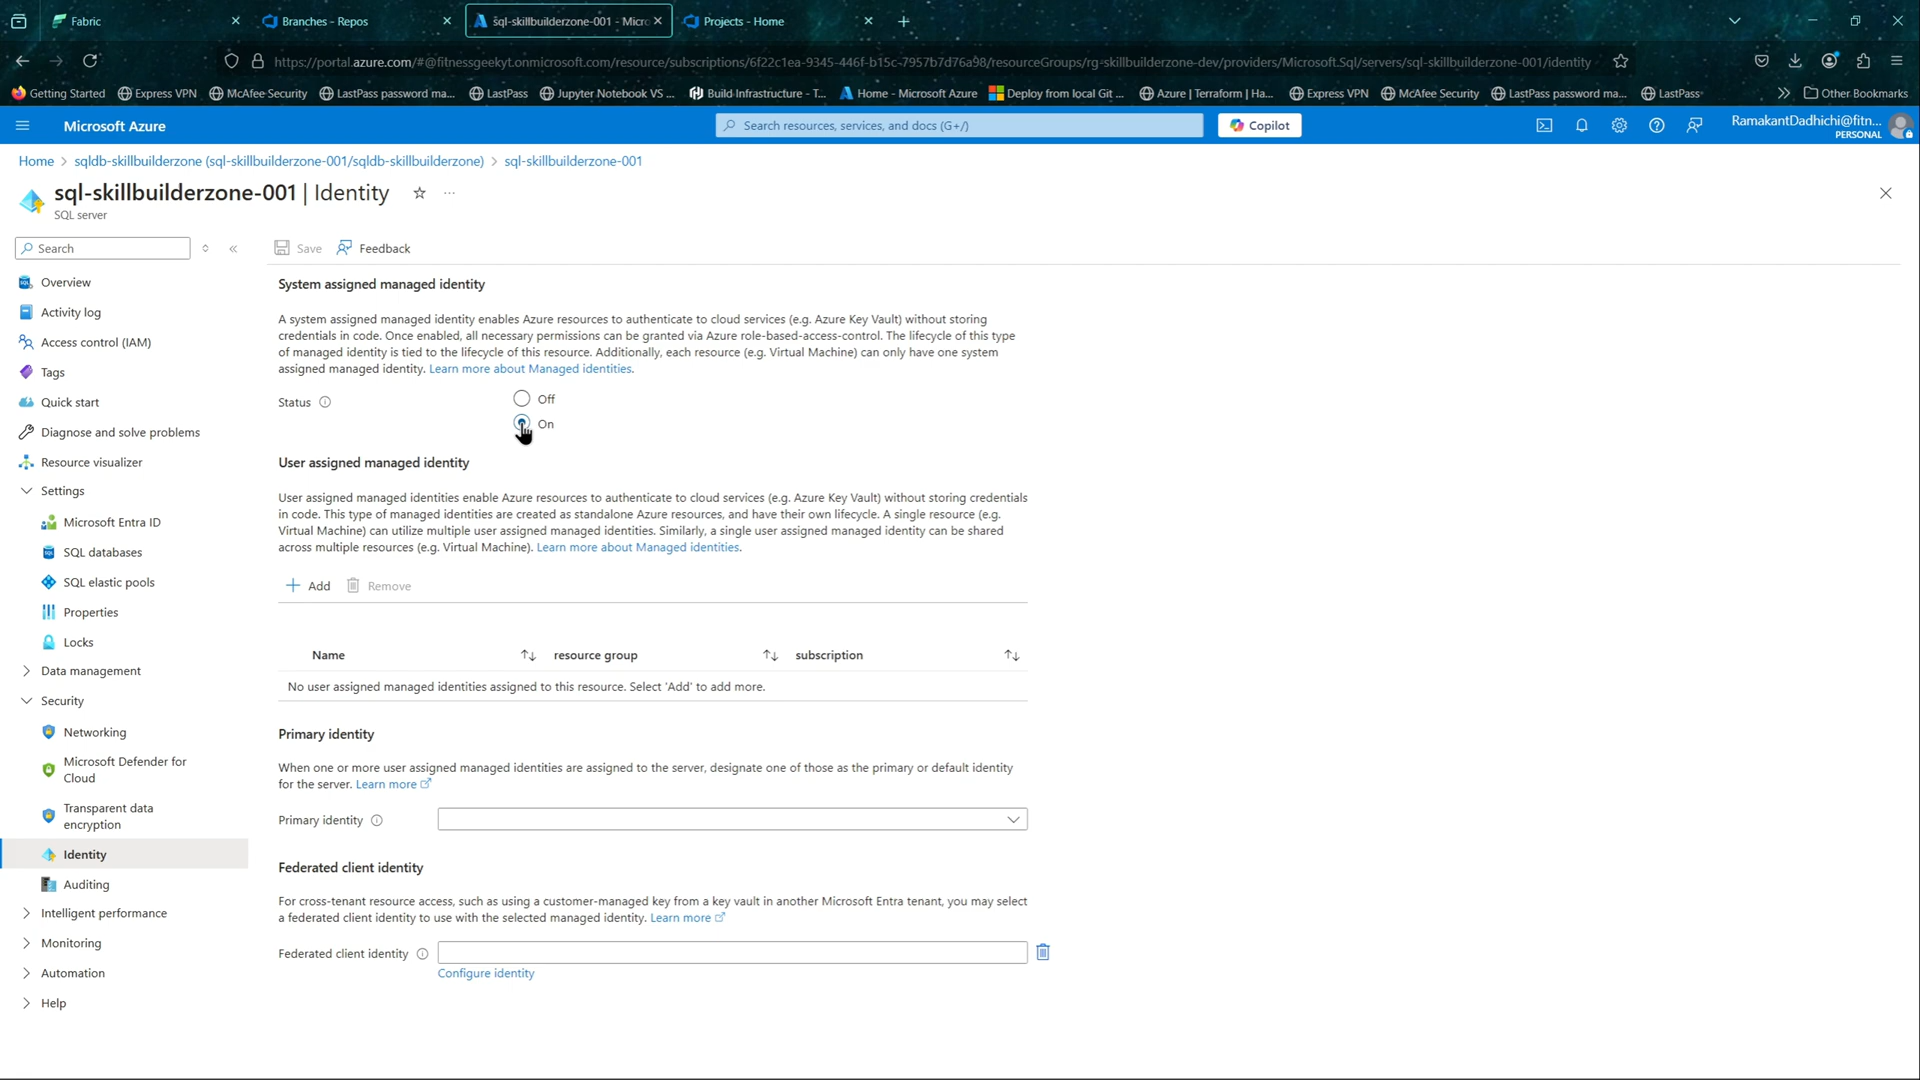 Fabric
Branches - Repos
sql-skillbuilderzone-001 - Micro
Projects - Home
https://portal.azure.com/#@fitnessgeekyt.onmicrosoft.com/resource/subscriptions/6f22c1ea-9345-446f-b15c-7957b7d76a98/resourceGroups/rg-skillbuilderzone-dev/providers/Microsoft.Sql/servers/sql-skillbuilderzone-001/identity
Getting Started
Express VPN
McAfee Security
LastPass password ma...
LastPass
Jupyter Notebook VS ...
Build Infrastructure - T...
Home - Microsoft Azure
Deploy from local Git ...
Azure | Terraform | Ha...
Express VPN
McAfee Security
LastPass password ma...
LastPass
Other Bookmarks
Microsoft Azure
Search resources, services, and docs (G+/)
Copilot
RamakantDadhichi@fitn...
PERSONAL
Home > sqldb-skillbuilderzone (sql-skillbuilderzone-001/sqldb-skillbuilderzone) > sql-skillbuilderzone-001
sql-skillbuilderzone-001 | Identity
SQL server
Search
Save
Feedback
Overview
Activity log
Access control (IAM)
Tags
Quick start
Diagnose and solve problems
Resource visualizer
Settings
Microsoft Entra ID
SQL databases
SQL elastic pools
Properties
Locks
Data management
Security
Networking
Microsoft Defender for
Cloud
Transparent data
encryption
Identity
Auditing
Intelligent performance
Monitoring
Automation
Help
System assigned managed identity
A system assigned managed identity enables Azure resources to authenticate to cloud services (e.g. Azure Key Vault) without storing
credentials in code. Once enabled, all necessary permissions can be granted via Azure role-based-access-control. The lifecycle of this type
of managed identity is tied to the lifecycle of this resource. Additionally, each resource (e.g. Virtual Machine) can only have one system
assigned managed identity. Learn more about Managed identities.
Status
Off
On
User assigned managed identity
User assigned managed identities enable Azure resources to authenticate to cloud services (e.g. Azure Key Vault) without storing credentials
in code. This type of managed identities are created as standalone Azure resources, and have their own lifecycle. A single resource (e.g.
Virtual Machine) can utilize multiple user assigned managed identities. Similarly, a single user assigned managed identity can be shared
across multiple resources (e.g. Virtual Machine). Learn more about Managed identities.
Add
Remove
Name
resource group
subscription
No user assigned managed identities assigned to this resource. Select 'Add' to add more.
Primary identity
When one or more user assigned managed identities are assigned to the server, designate one of those as the primary or default identity
for the server. Learn more
Primary identity
Federated client identity
For cross-tenant resource access, such as using a customer-managed key from a key vault in another Microsoft Entra tenant, you may select
a federated client identity to use with the selected managed identity. Learn more
Federated client identity
Configure identity